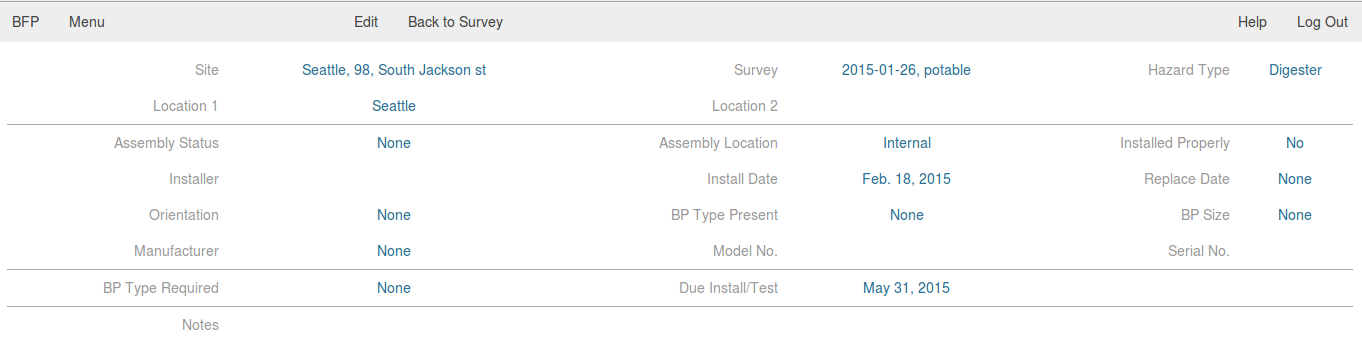 BFP Menu Edit Back to Survey Help Log Out
Site Seattle, 98, South Jackson st Survey 2015-01-26, potable Hazard Type Digester
Location 1 Seattle Location 2
Assembly Status None Assembly Location Internal Installed Properly No
Installer Install Date Feb. 18, 2015 Replace Date None
Orientation None BP Type Present None BP Size None
Manufacturer None Model No. Serial No.
BP Type Required None Due Install/Test May 31, 2015
Notes